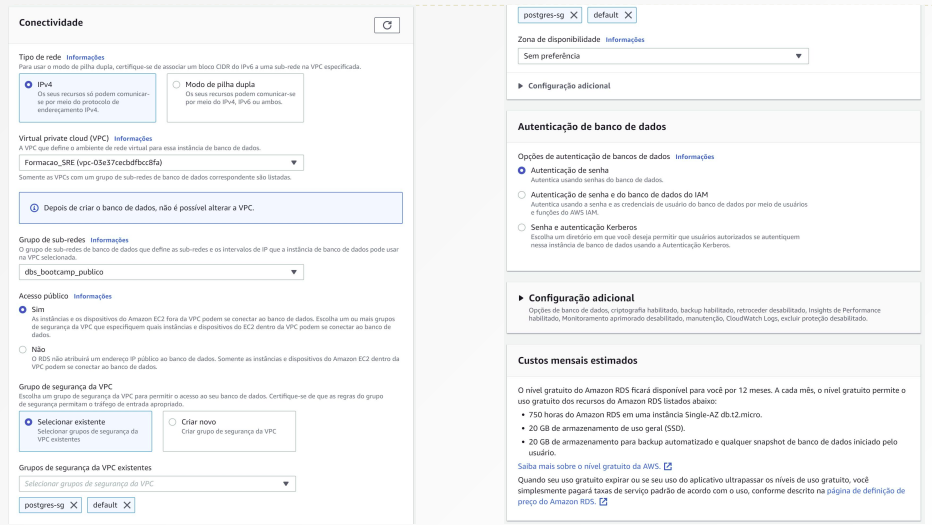 Conectividade
Tipo de rede Informações
Para usar o modo de pilha dupla, certifique-se de associar um bloco CIDR do IPv6 a uma sub-rede na VPC especificada.
IPv4
Os seus recursos só podem comunicar-
se por meio do protocolo de
endereçamento IPv4.
Modo de pilha dupla
Os seus recursos podem comunicar-se
por meio do IPv4, IPv6 ou ambos.
Virtual private cloud (VPC) Informações
A VPC que define o ambiente de rede virtual para essa instância de banco de dados.
Formacao_SRE (vpc-03e37cecbdfbcc8fa)
Somente as VPCs com um grupo de sub-redes de banco de dados correspondente são listadas.
Depois de criar o banco de dados, não é possível alterar a VPC.
Grupo de sub-redes Informações
O grupo de sub-redes de banco de dados que define as sub-redes e os intervalos de IP que a instância de banco de dados pode usar
na VPC selecionada.
dbs_bootcamp_publico
Acesso público Informações
Sim
As instâncias e os dispositivos do Amazon EC2 fora da VPC podem se conectar ao banco de dados. Escolha um ou mais grupos
de segurança da VPC que especifiquem quais instâncias e dispositivos do EC2 dentro da VPC podem se conectar ao banco de
dados.
Não
O RDS não atribuirá um endereço IP público ao banco de dados. Somente as instâncias e dispositivos do Amazon EC2 dentro da
VPC podem se conectar ao banco de dados.
Grupo de segurança da VPC
Escolha um grupo de segurança da VPC para permitir o acesso ao seu banco de dados. Certifique-se de que as regras do grupo
de segurança permitam o tráfego de entrada apropriado.
Selecionar existente
Selecionar grupos de segurança da
VPC existentes
Criar novo
Criar grupo de segurança da VPC
Grupos de segurança da VPC existentes
Selecionar grupos de segurança da VPC
postgres-sg
default
postgres-sg
default
Zona de disponibilidade Informações
Sem preferência
Configuração adicional
Autenticação de banco de dados
Opções de autenticação de bancos de dados Informações
Autenticação de senha
Autentica usando senhas do banco de dados.
Autenticação de senha e do banco de dados do IAM
Autentica usando a senha e as credenciais de usuário do banco de dados por meio de usuários
e funções do AWS IAM.
Senha e autenticação Kerberos
Escolha um diretório em que você deseja permitir que usuários autorizados se autentiquem
nessa instância de banco de dados usando a Autenticação Kerberos.
Configuração adicional
Opções de banco de dados, criptografia habilitado, backup habilitado, retroceder desabilitado, Insights de Performance
habilitado, Monitoramento aprimorado desabilitado, manutenção, CloudWatch Logs, excluir proteção desabilitado.
Custos mensais estimados
O nível gratuito do Amazon RDS ficará disponível para você por 12 meses. A cada mês, o nível gratuito permite o
uso gratuito dos recursos do Amazon RDS listados abaixo:
• 750 horas do Amazon RDS em uma instância Single-AZ db.t2.micro.
• 20 GB de armazenamento de uso geral (SSD).
• 20 GB de armazenamento para backup automatizado e qualquer snapshot de banco de dados iniciado pelo
usuário.
Saiba mais sobre o nível gratuito da AWS.
Quando seu uso gratuito expirar ou se seu uso do aplicativo ultrapassar os níveis de uso gratuito, você
simplesmente pagará taxas de serviço padrão de acordo com o uso, conforme descrito na página de definição de
preço do Amazon RDS.